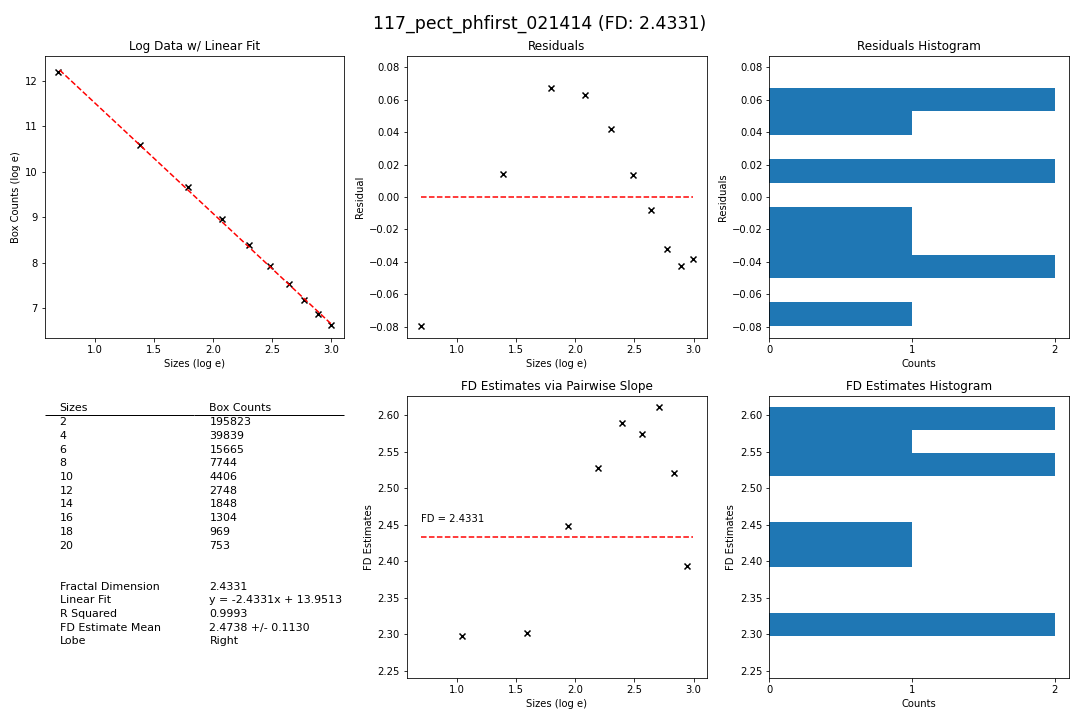 117_pect_phfirst_021414 (FD: 2.4331)
Log Data w/ Linear Fit
12
11
10
9
8
7
Box Counts (log e)
1.0 1.5 2.0 2.5 3.0
Sizes (log e)
Residuals
0.08
0.06
0.04
0.02
0.00
−0.02
−0.04
−0.06
−0.08
Residual
1.0 1.5 2.0 2.5 3.0
Sizes (log e)
Residuals Histogram
0.08
0.06
0.04
0.02
0.00
−0.02
−0.04
−0.06
−0.08
Residuals
0 1 2
Counts
Sizes Box Counts
2 195823
4 39839
6 15665
8 7744
10 4406
12 2748
14 1848
16 1304
18 969
20 753
Fractal Dimension 2.4331
Linear Fit y = -2.4331x + 13.9513
R Squared 0.9993
FD Estimate Mean 2.4738 +/- 0.1130
Lobe Right
FD Estimates via Pairwise Slope
2.60
2.55
2.50
2.45
2.40
2.35
2.30
2.25
FD Estimates
FD = 2.4331
1.0 1.5 2.0 2.5 3.0
Sizes (log e)
FD Estimates Histogram
2.60
2.55
2.50
2.45
2.40
2.35
2.30
2.25
FD Estimates
0 1 2
Counts